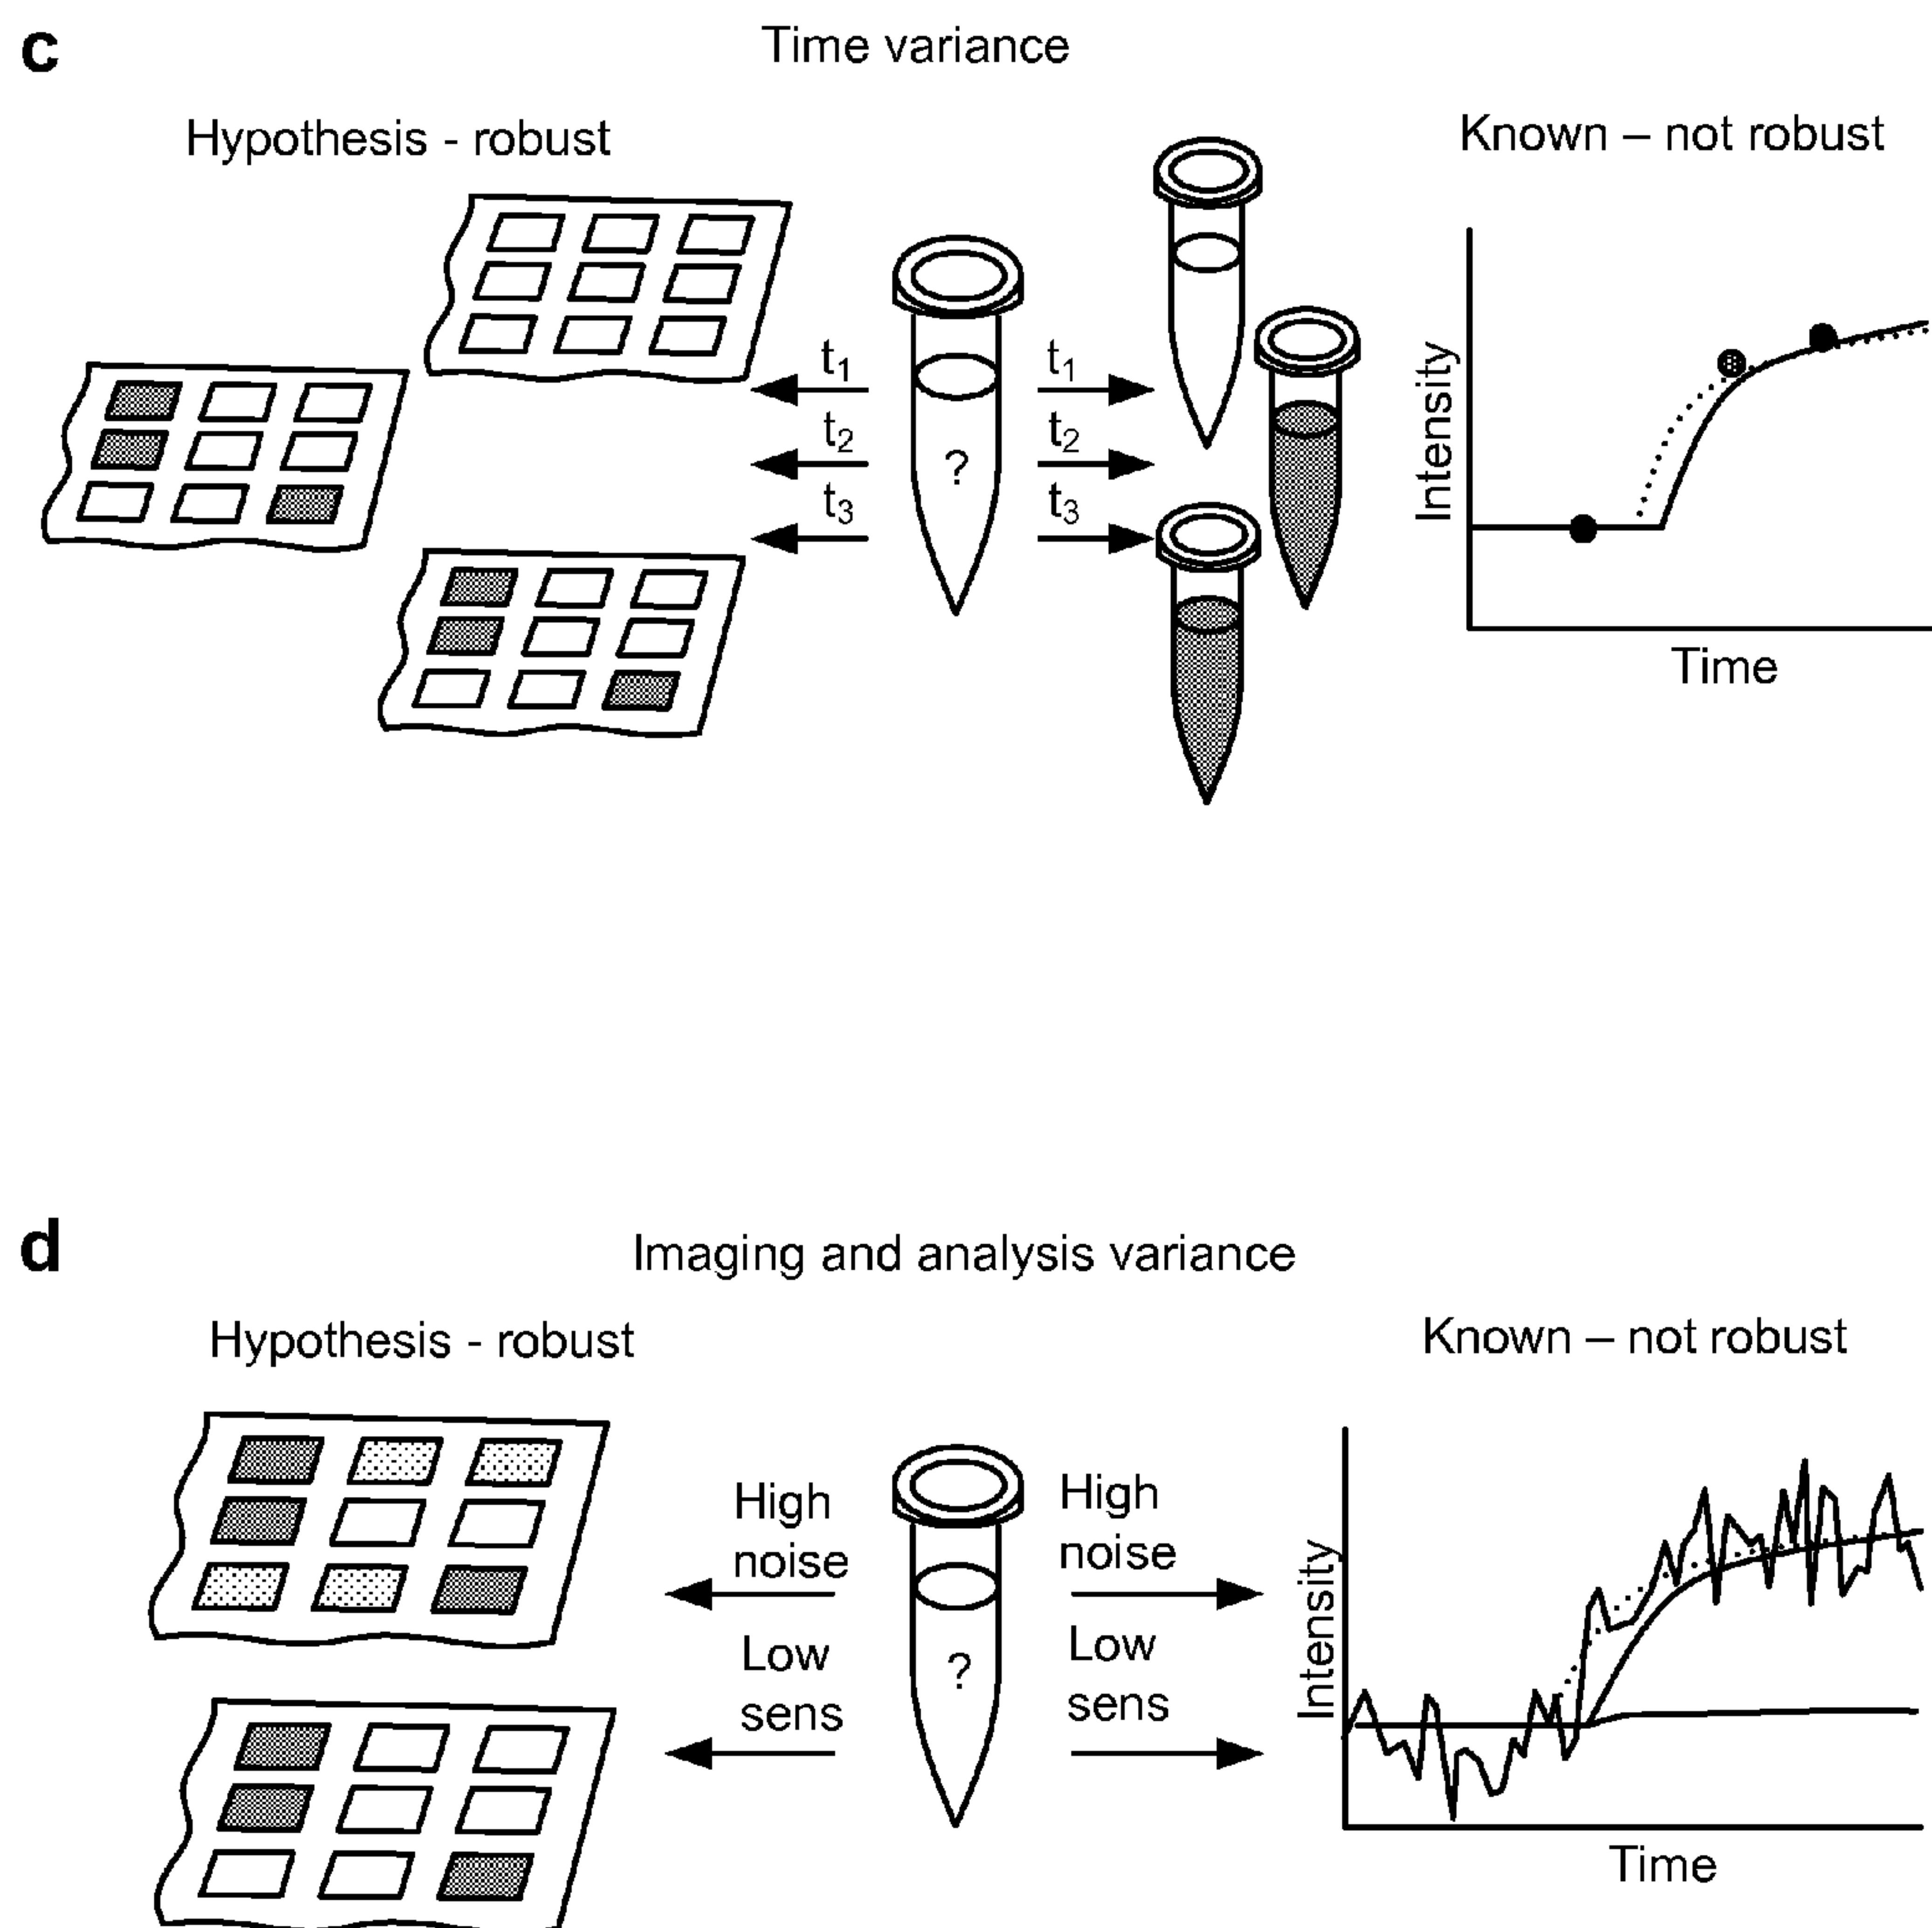 c
Time variance
Hypothesis - robust
Known – not robust
t1
t1
t2
t2
t3
t3
?
Intensity
Time
d
Imaging and analysis variance
Hypothesis - robust
Known – not robust
High
noise
High
noise
Low
sens
Low
sens
?
Intensity
Time